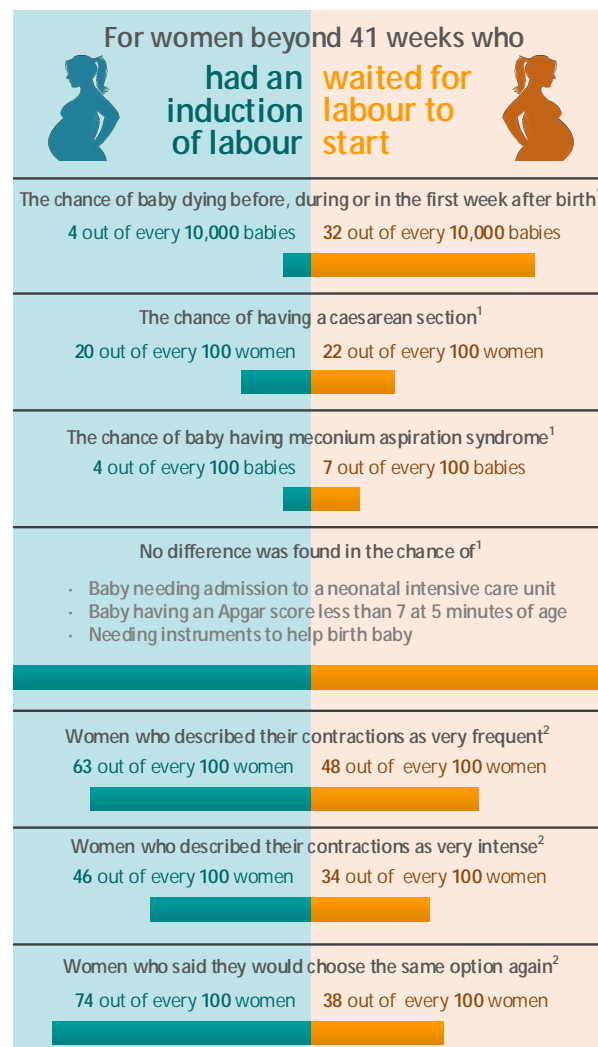 For women beyond 41 weeks who
had an induction of labour
waited for labour to start
The chance of baby dying before, during or in the first week after birth1
4 out of every 10,000 babies 32 out of every 10,000 babies
The chance of having a caesarean section1
20 out of every 100 women 22 out of every 100 women
The chance of baby having meconium aspiration syndrome1
4 out of every 100 babies 7 out of every 100 babies
No difference was found in the chance of1
· Baby needing admission to a neonatal intensive care unit
· Baby having an Apgar score less than 7 at 5 minutes of age
· Needing instruments to help birth baby
Women who described their contractions as very frequent2
63 out of every 100 women 48 out of every 100 women
Women who described their contractions as very intense2
46 out of every 100 women 34 out of every 100 women
Women who said they would choose the same option again2
74 out of every 100 women 38 out of every 100 women